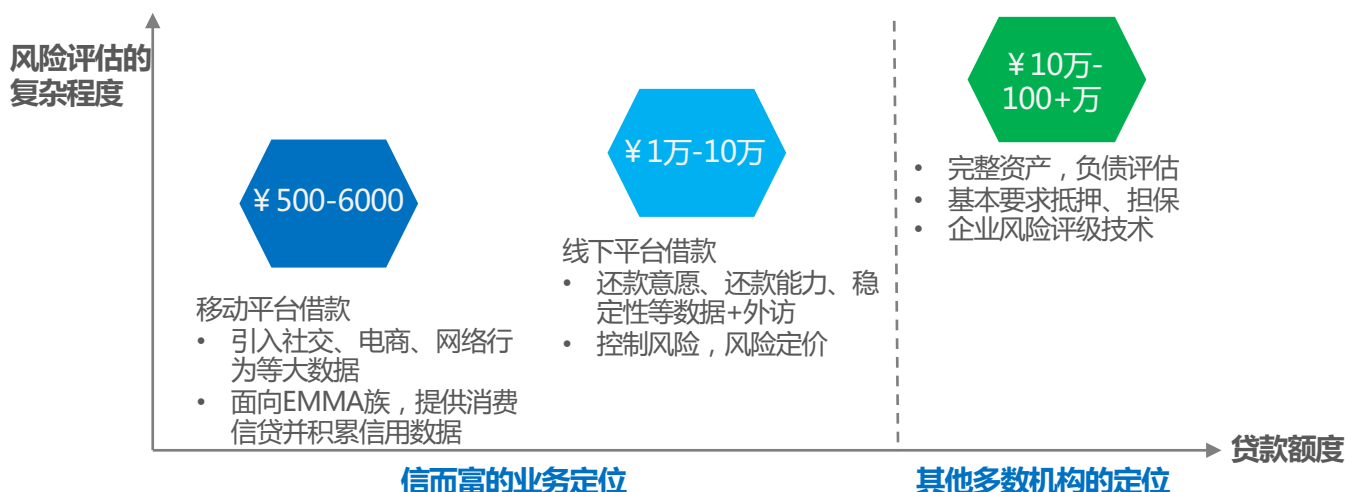 风险评估的
复杂程度
￥500-6000
移动平台借款
• 引入社交、电商、网络行
为等大数据
• 面向EMMA族，提供消费
信贷并积累信用数据
￥1万-10万
线下平台借款
• 还款意愿、还款能力、稳
定性等数据+外访
• 控制风险，风险定价
￥10万-
100+万
• 完整资产，负债评估
• 基本要求抵押、担保
• 企业风险评级技术
贷款额度
信而富的业务定位
其他多数机构的定位